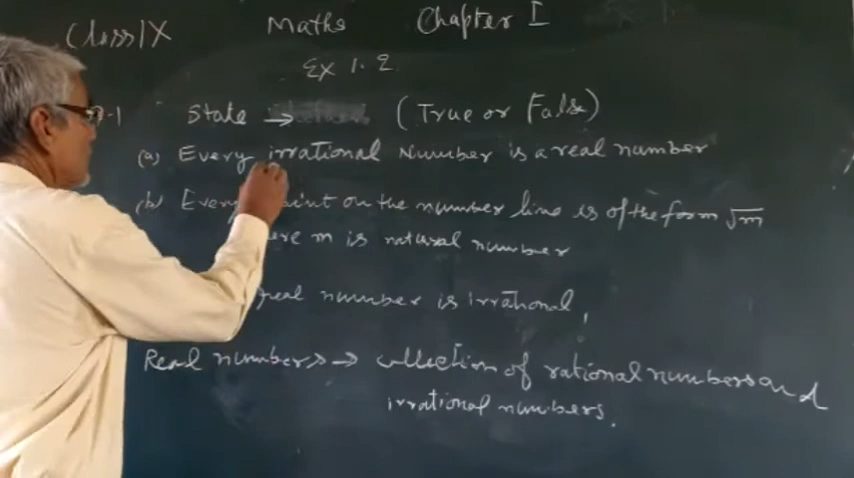 Class IX Maths Chapter I
Ex 1.2
-1 State → (True or False)
(a) Every irrational Number is a real number
(b) Every point on the number line is of the form √m
m is natural number
real number is irrational,
Real numbers → collection of rational numbers and
irrational numbers.